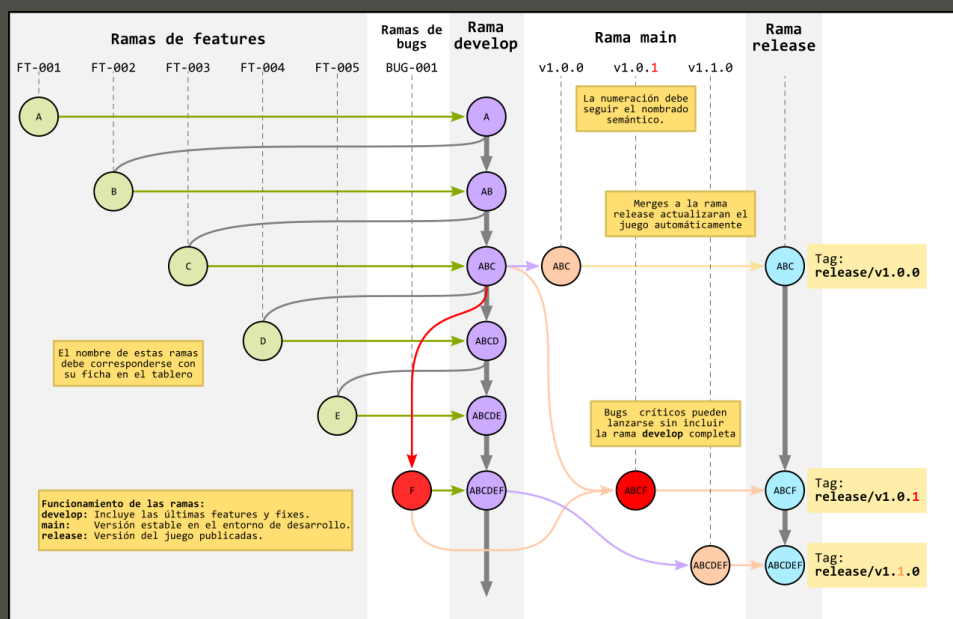 Ramas de features
Ramas de
bugs
Rama
develop
Rama main
Rama
release
FT-001
FT-002
FT-003
FT-004
FT-005
BUG-001
v1.0.0
v1.0.1
v1.1.0
La numeración debe
seguir el nombrado
semántico.
A
A
B
AB
Merges a la rama
release actualizaran el
juego automáticamente
C
ABC
ABC
ABC
Tag:
release/v1.0.0
D
ABCD
El nombre de estas ramas
debe corresponderse con
su ficha en el tablero
E
ABCDE
Bugs críticos pueden
lanzarse sin incluir
la rama develop completa
F
ABCDEF
ABCF
ABCF
Tag:
release/v1.0.1
Funcionamiento de las ramas:
develop: Incluye las últimas features y fixes.
main: Versión estable en el entorno de desarrollo.
release: Versión del juego publicadas.
ABCDEF
ABCDEF
Tag:
release/v1.1.0